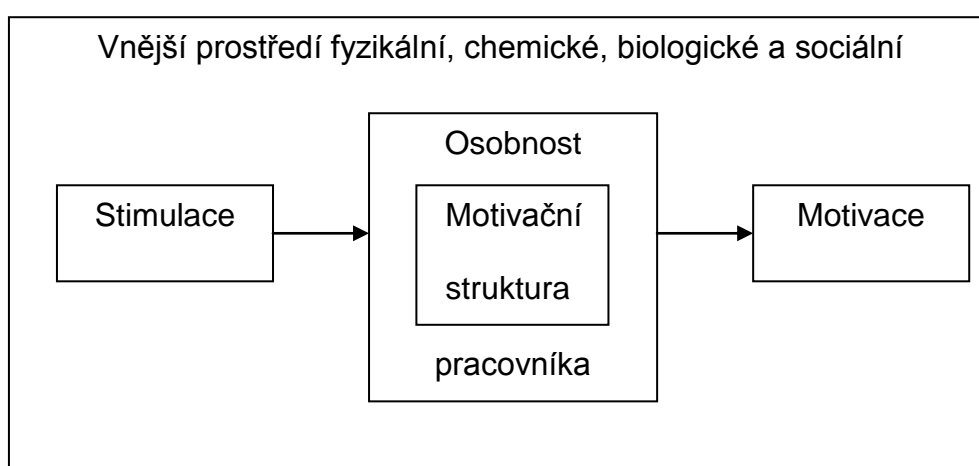 Vnější prostředí fyzikální, chemické, biologické a sociální
Osobnost
Stimulace
Motivační
struktura
pracovníka
Motivace